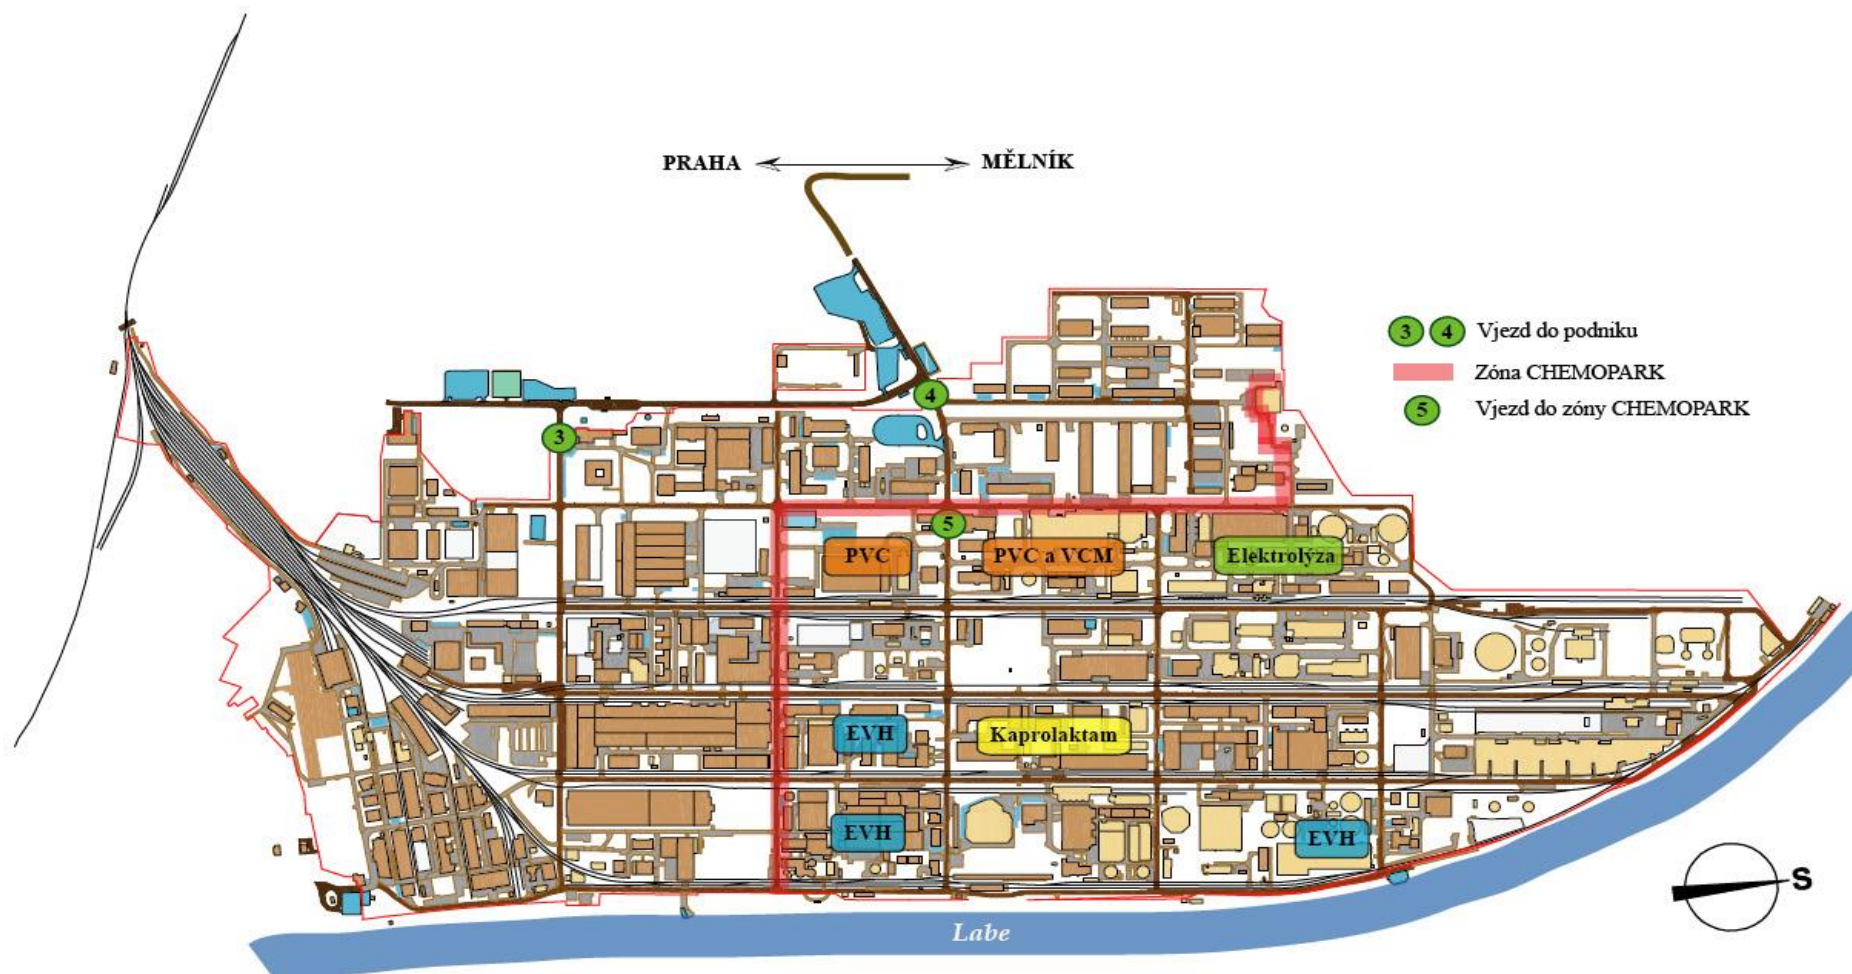 PRAHA
MĚLNÍK
3 4 Vjezd do podniku
Zóna CHEMOPARK
5 Vjezd do zóny CHEMOPARK
4
3
5
PVC
PVC a VCM
Elektrolýza
EVH
Kaprolaktam
EVH
EVH
S
Labe